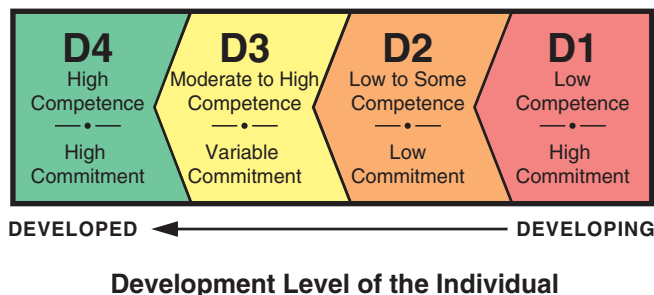 D4
High
Competence
High
Commitment
D3
Moderate to High
Competence
Variable
Commitment
D2
Low to Some
Competence
Low
Commitment
D1
Low
Competence
High
Commitment
DEVELOPED
DEVELOPING
Development Level of the Individual